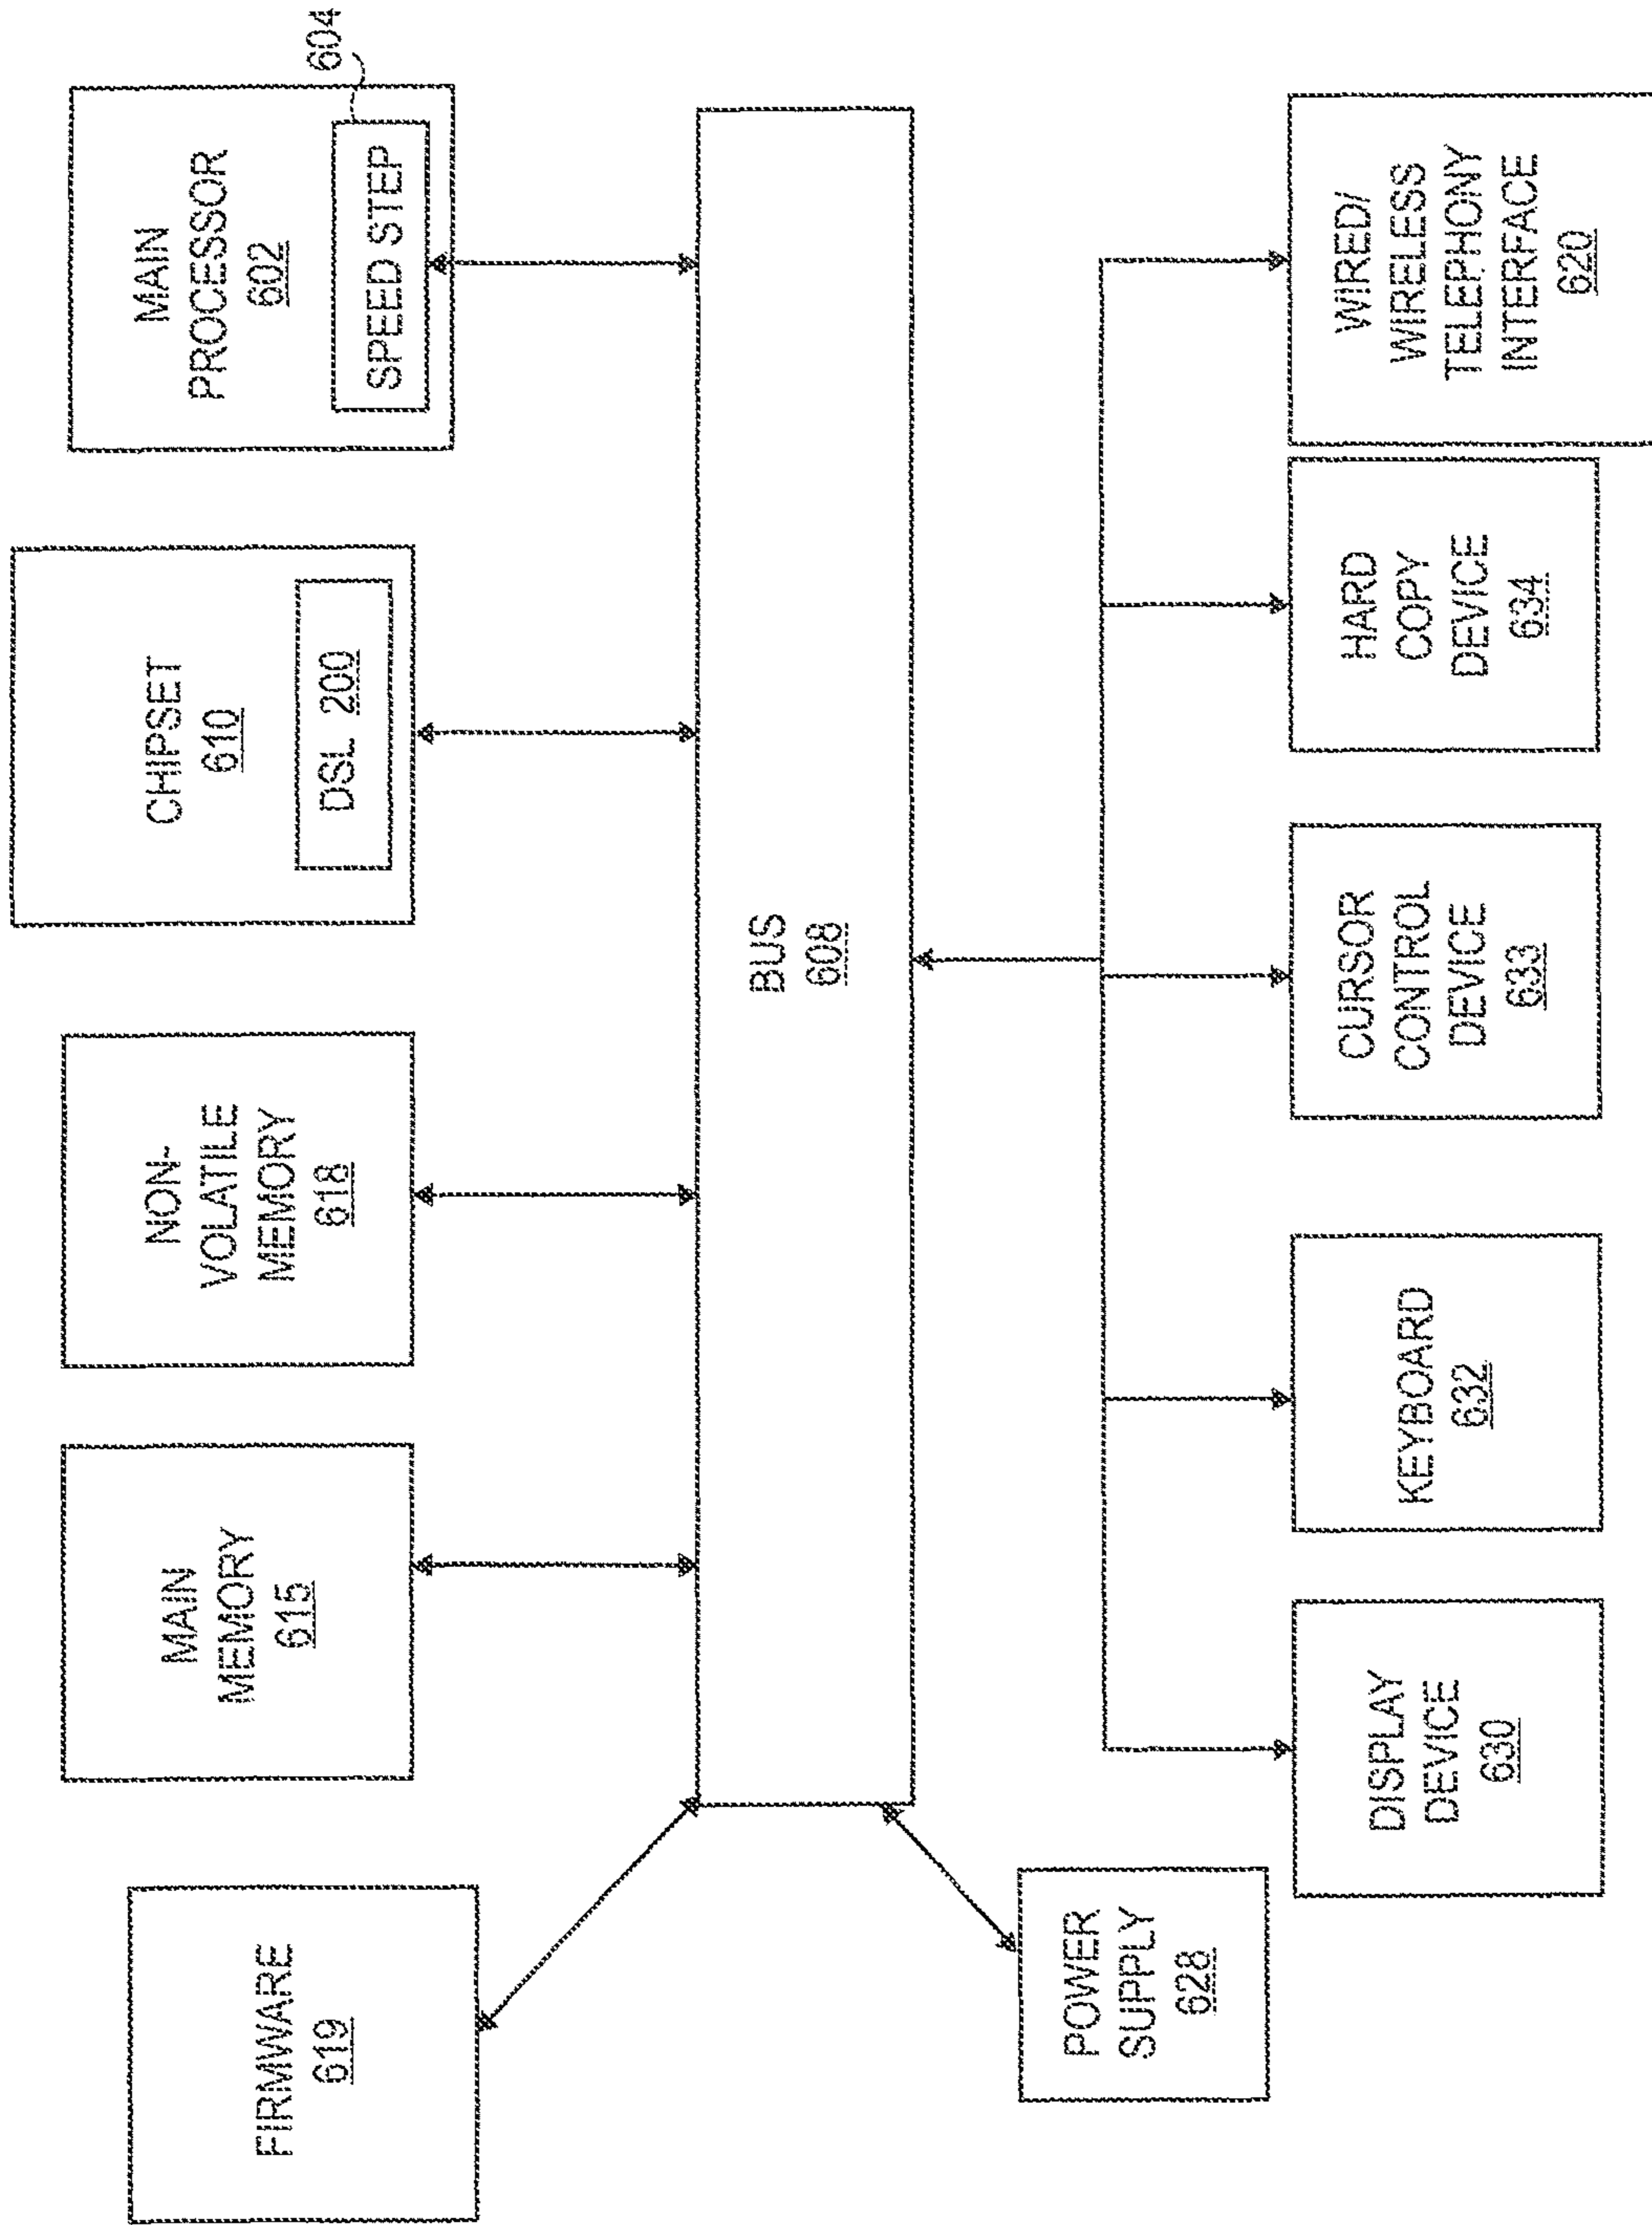 FIRMWARE
619
MAIN
MEMORY
615
NON-
VOLATILE
MEMORY
618
CHIPSET
610
DSL 200
MAIN
PROCESSOR
602
SPEED STEP
604
BUS
608
POWER
SUPPLY
628
DISPLAY
DEVICE
630
KEYBOARD
632
CURSOR
CONTROL
DEVICE
633
HARD
COPY
DEVICE
634
WIRED/
WIRELESS
TELEPHONY
INTERFACE
620